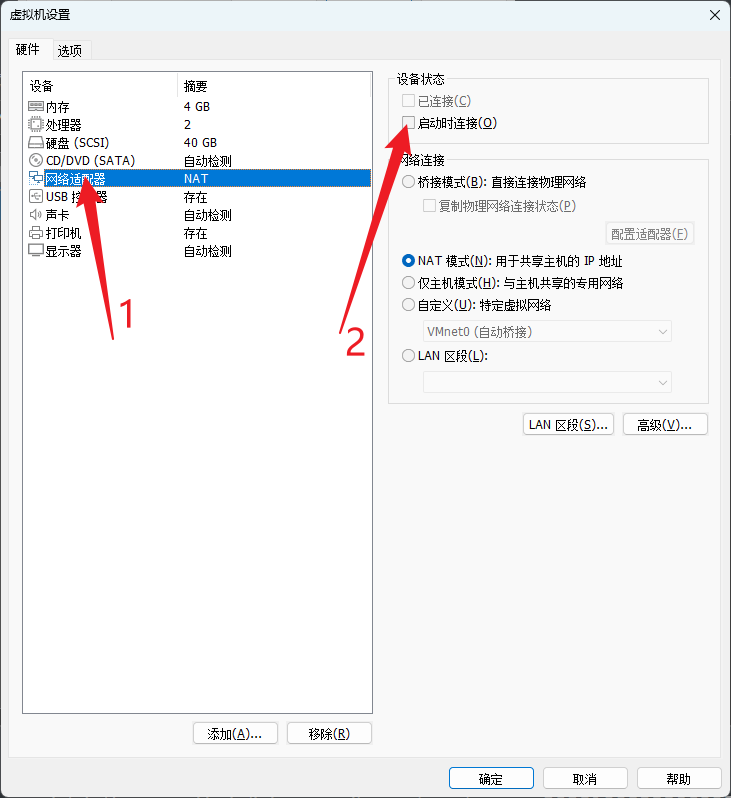 虚拟机设置
硬件 选项
设备 摘要
内存 4 GB
处理器 2
硬盘 (SCSI) 40 GB
CD/DVD (SATA) 自动检测
网络适配器 NAT
USB 控制器 存在
声卡 自动检测
打印机 存在
显示器 自动检测
1
添加(A)... 移除(R)
设备状态
已连接(C)
启动时连接(O)
网络连接
桥接模式(B): 直接连接物理网络
复制物理网络连接状态(P)
配置适配器(F)
NAT 模式(N): 用于共享主机的 IP 地址
仅主机模式(H): 与主机共享的专用网络
自定义(U): 特定虚拟网络
VMnet0 (自动桥接)
2
LAN 区段(L):
LAN 区段(S)... 高级(V)...
确定 取消 帮助